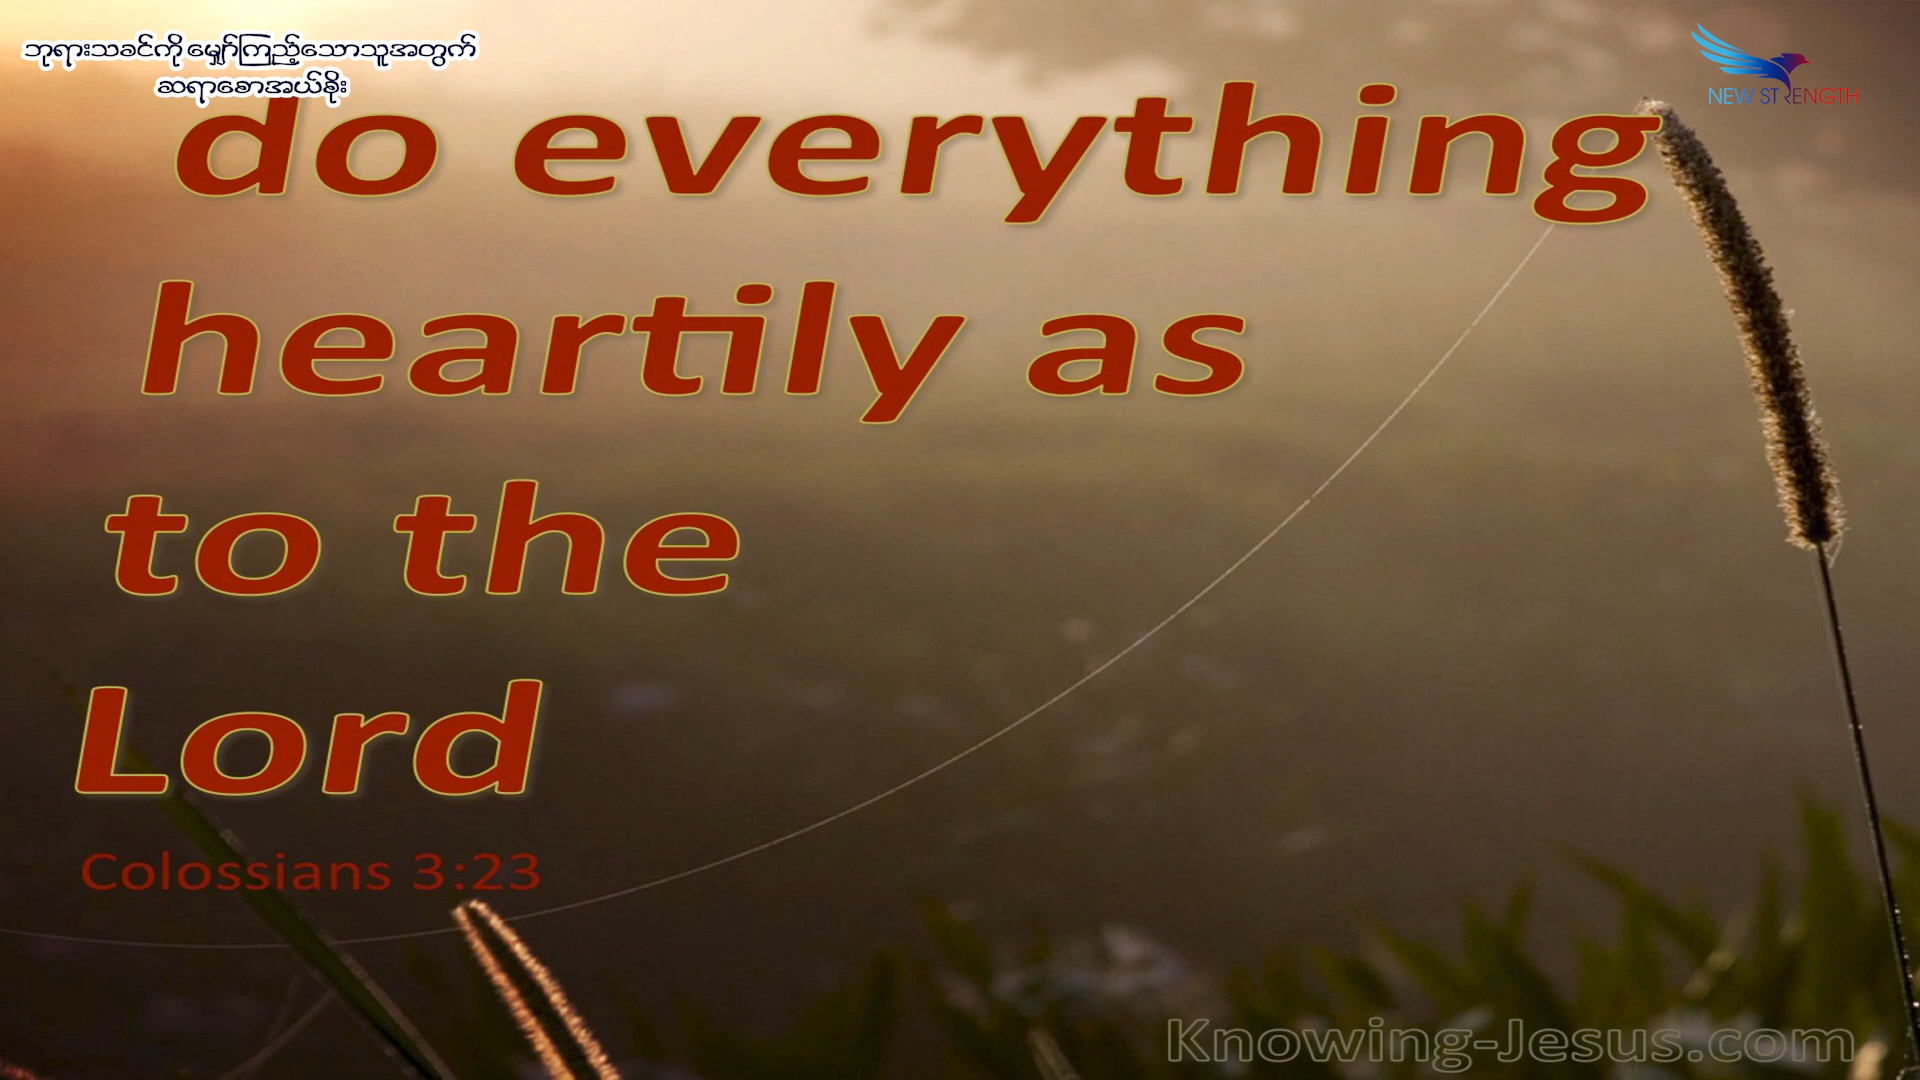 ဘုရားသခင်ကို မျှော်ကြည့်သောသူအတွက်
ဆရာစောအယ်ခိုး
NEW STRENGTH
do everything
heartily as
to the
Lord
Colossians 3:23
Knowing-Jesus.com